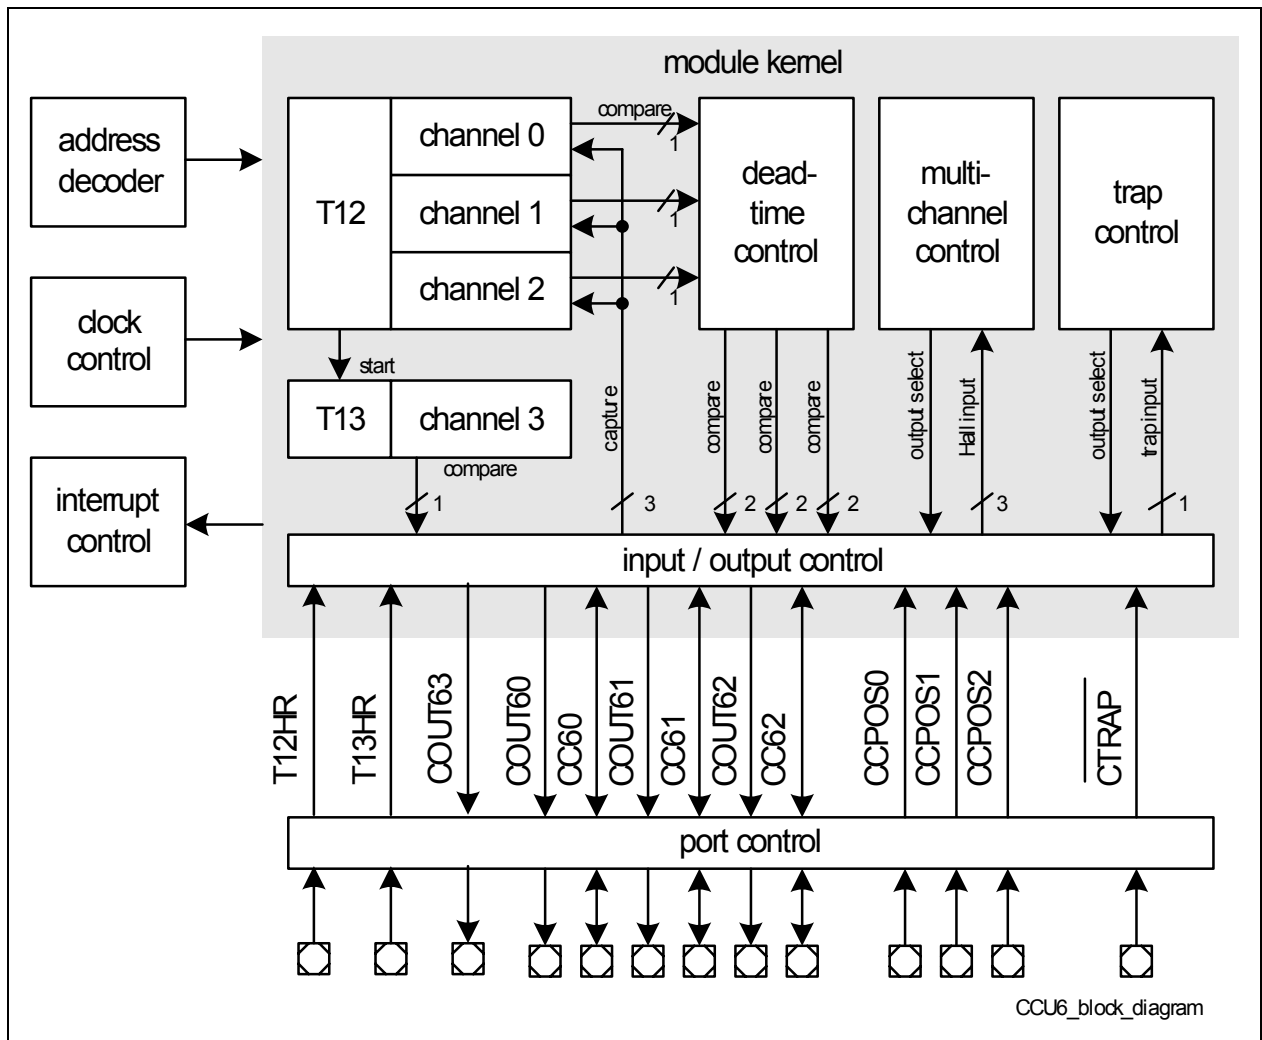 module kernel
address
decoder
clock
control
interrupt
control
T12
channel 0
channel 1
channel 2
compare
1
1
1
dead-
time
control
multi-
channel
control
trap
control
start
T13
channel 3
compare
1
capture
3
compare
2
compare
2
compare
2
output select
Hall input
3
output select
trap input
1
input / output control
T12HR
T13HR
COUT63
COUT60
CC60
COUT61
CC61
COUT62
CC62
CCPOS0
CCPOS1
CCPOS2
CTRAP
port control
CCU6_block_diagram